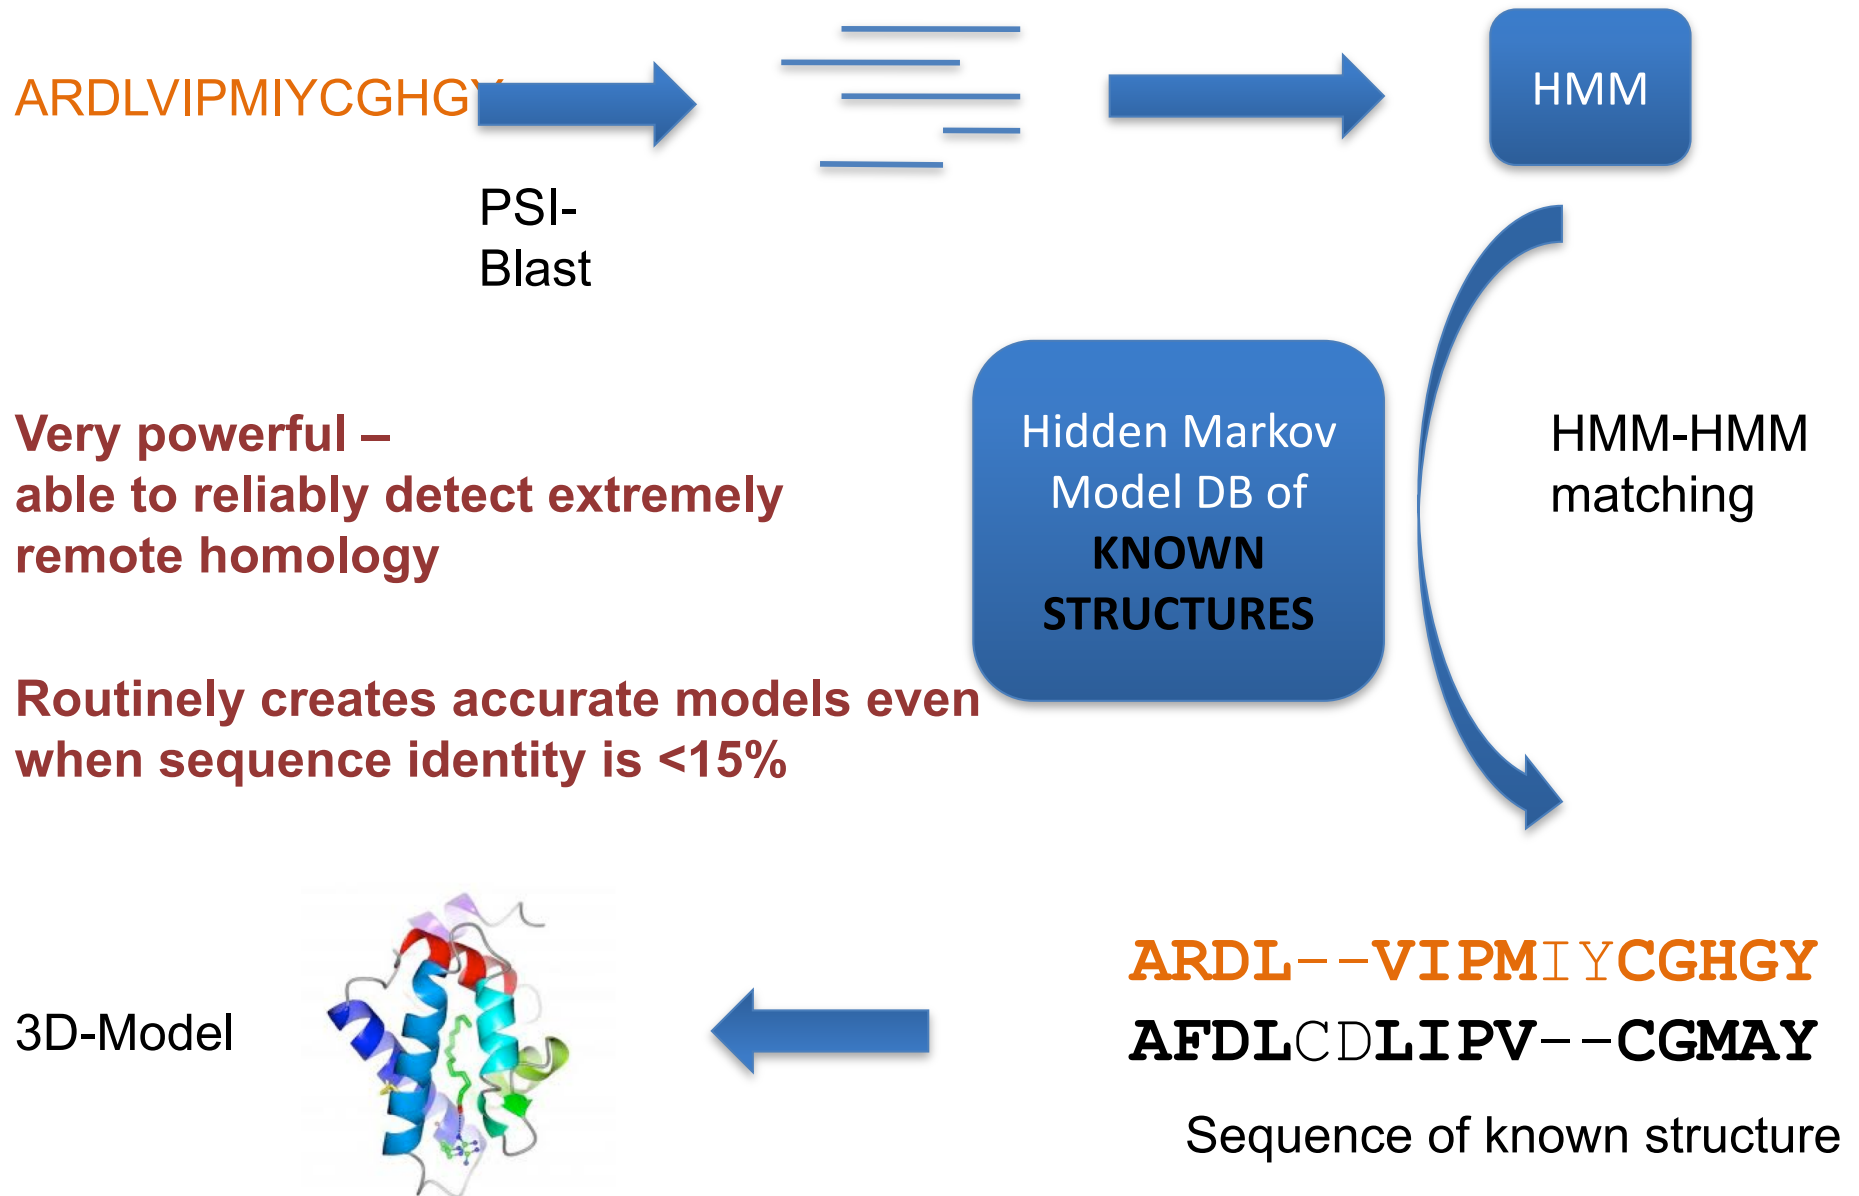 ARDLVIPMIYCGHGY
HMM
PSI-
Blast
Very powerful –
able to reliably detect extremely
remote homology
Hidden Markov
Model DB of
KNOWN
STRUCTURES
HMM-HMM
matching
Routinely creates accurate models even
when sequence identity is <15%
3D-Model
ARDL--VIPMIYCGHGY
AFDLCDLIPV--CGMAY
Sequence of known structure